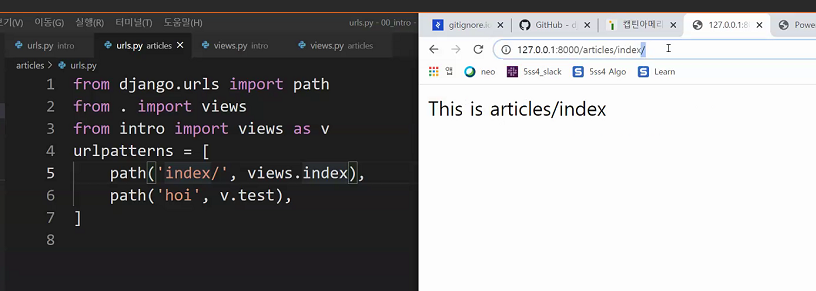 보기(V) 이동(G) 실행(R) 터미널(T) 도움말(H) urls.py - 00_intro -
urls.py intro urls.py articles views.py intro views.py articles
articles > urls.py
1 from django.urls import path
2 from . import views
3 from intro import views as v
4 urlpatterns = [
5 path('index/', views.index),
6 path('hoi', v.test),
7 ]
8
gitignore.i GitHub - d 캡틴아메리 127.0.0.1:8 Powe
127.0.0.1:8000/articles/index/
앱 neo 5ss4_slack 5ss4 Algo Learn
This is articles/index